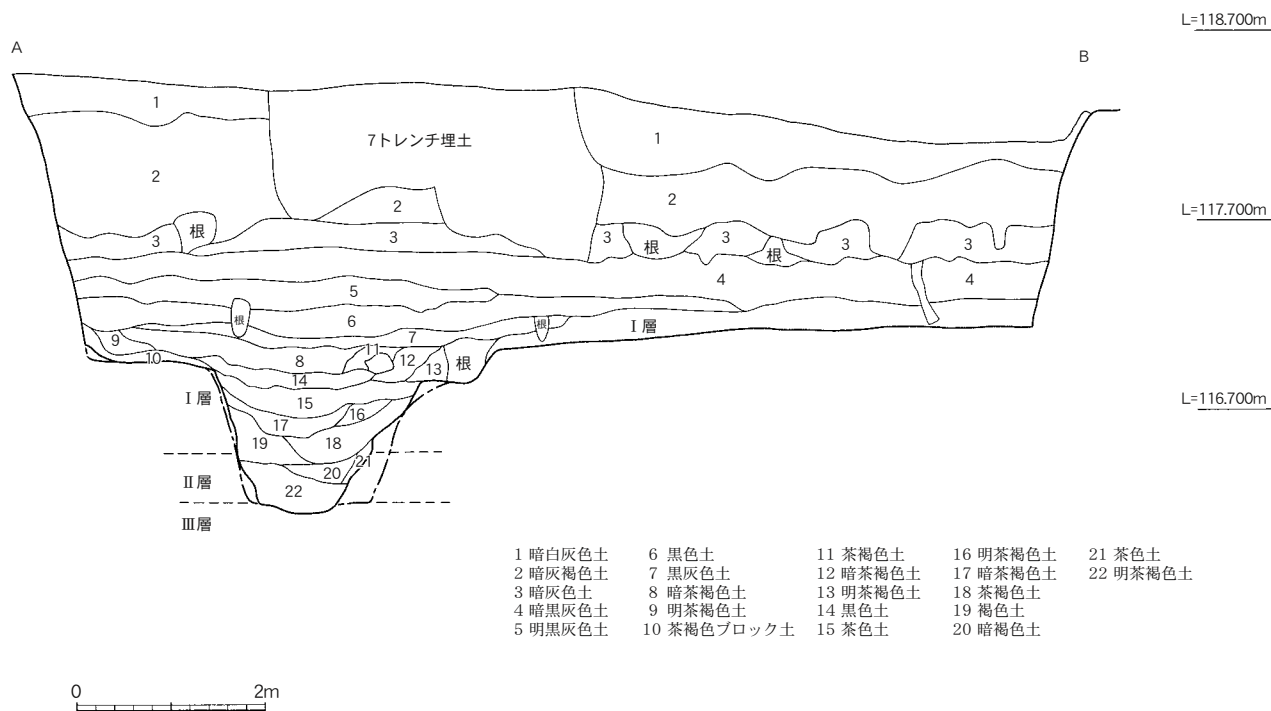 L=118.700m
A
B
1
7トレンチ埋土
1
2
2
2
L=117.700m
3
根
3
3
根
3
根
3
3
4
4
5
6
根
根
Ⅰ層
7
9
10
8
11
12
13
根
14
Ⅰ層
15
16
L=116.700m
17
19
18
21
20
Ⅱ層
22
Ⅲ層
1 暗白灰色土 6 黒色土 11 茶褐色土 16 明茶褐色土 21 茶色土
2 暗灰褐色土 7 黒灰色土 12 暗茶褐色土 17 暗茶褐色土 22 明茶褐色土
3 暗灰色土 8 暗茶褐色土 13 明茶褐色土 18 茶褐色土
4 暗黒灰色土 9 明茶褐色土 14 黒色土 19 褐色土
5 明黒灰色土 10 茶褐色ブロック土 15 茶色土 20 暗褐色土
0 2m